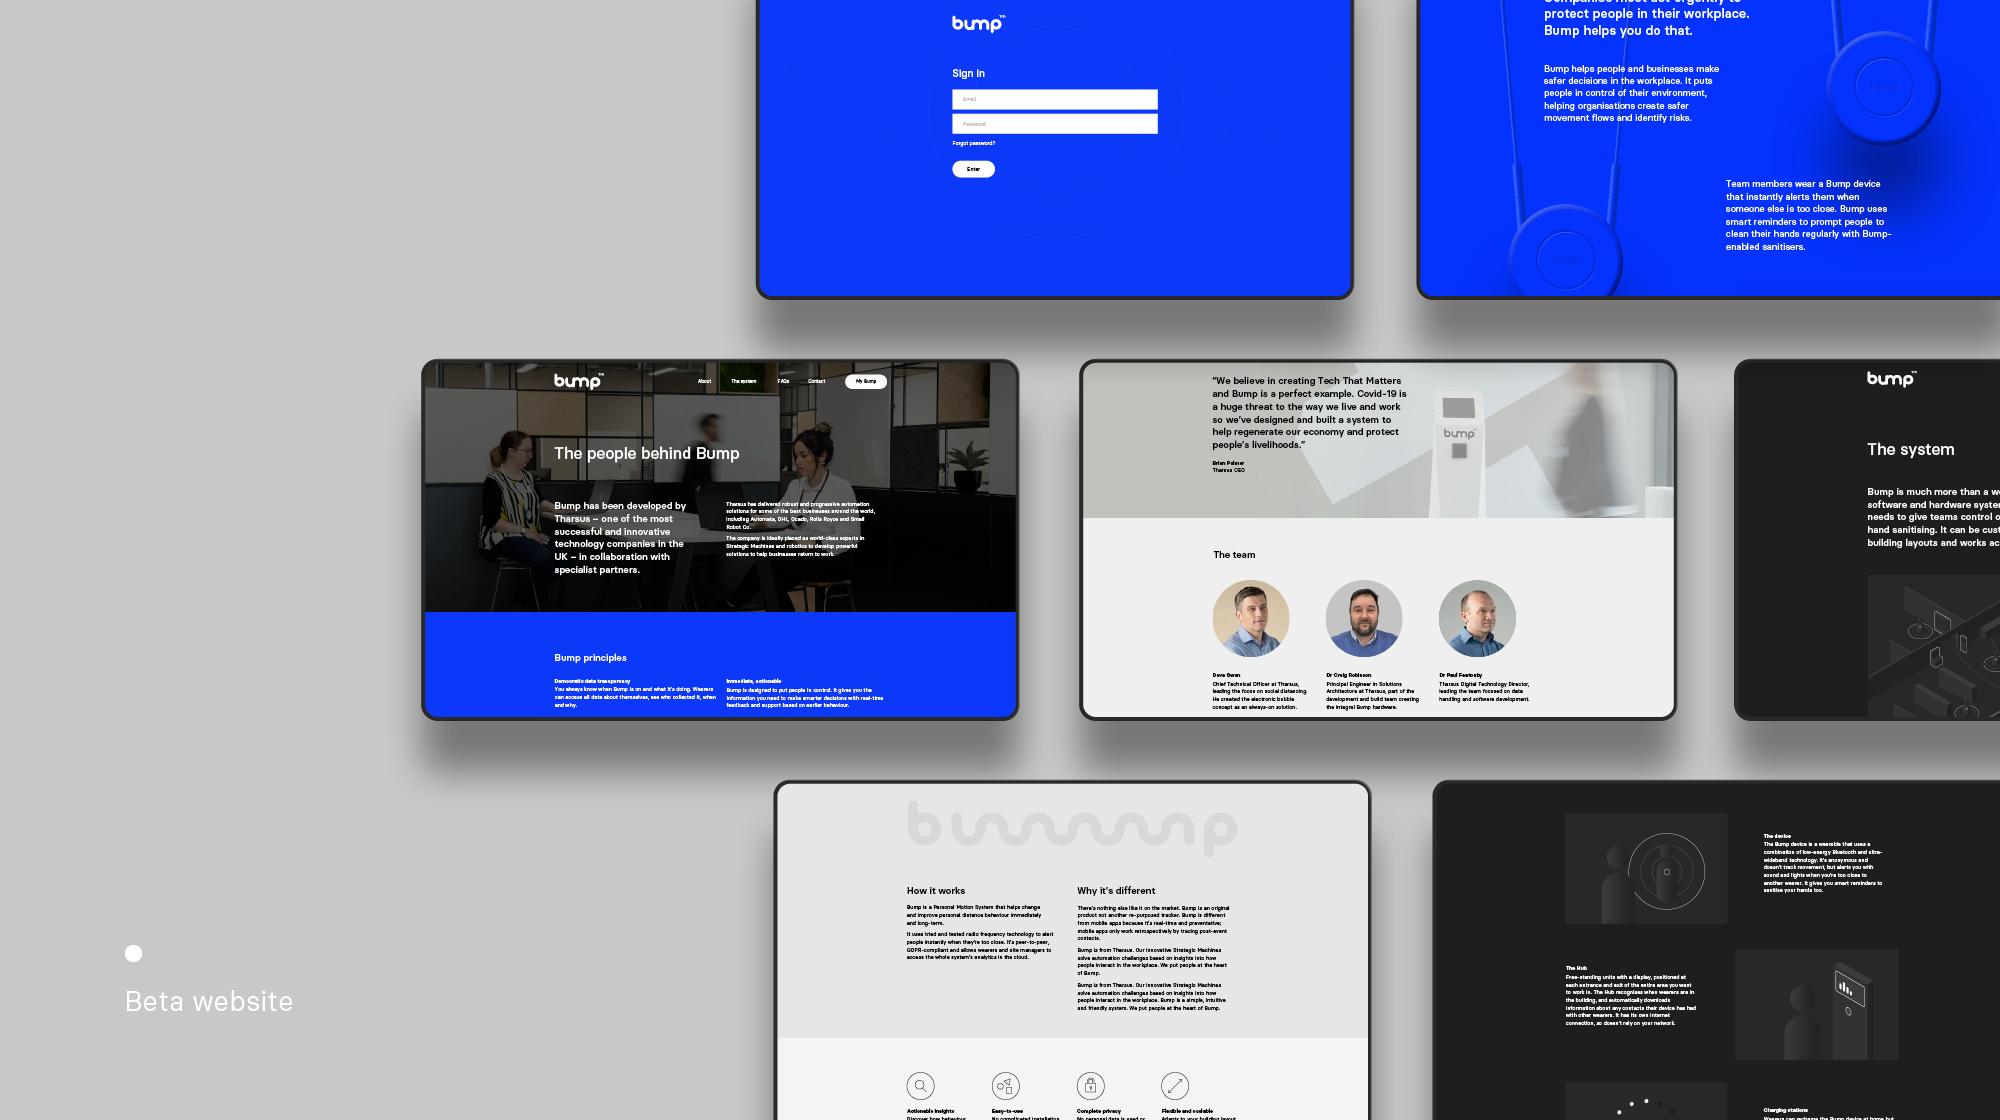 bump™
Sign in
Email
Password
Forgot password?
Enter
protect people in their workplace.
Bump helps you do that.
Bump helps people and businesses make
safer decisions in the workplace. It puts
people in control of their environment,
helping organisations create safer
movement flows and identify risks.
bump
Team members wear a Bump device
that instantly alerts them when
someone else is too close. Bump uses
smart reminders to prompt people to
clean their hands regularly with Bump-
enabled sanitisers.
bump
bump™
About The system FAQs Contact My Bump
The people behind Bump
Bump has been developed by
Tharsus – one of the most
successful and innovative
technology companies in the
UK – in collaboration with
specialist partners.
Tharsus has delivered robust and progressive automation
solutions for some of the best businesses around the world,
including Automata, DHL, Ocado, Rolls Royce and Small
Robot Co.
The company is ideally placed as world-class experts in
Strategic Machines and robotics to develop powerful
solutions to help businesses return to work.
Bump principles
Democratic data transparency
You always know when Bump is on and what it's doing. Wearers
can access all data about themselves, see who collected it, when
and why.
Immediate, actionable
Bump is designed to put people in control. It gives you the
information you need to make smarter decisions with real-time
feedback and support based on earlier behaviour.
“We believe in creating Tech That Matters
and Bump is a perfect example. Covid-19 is
a huge threat to the way we live and work
so we’ve designed and built a system to
help regenerate our economy and protect
people’s livelihoods.”
Brian Palmer
Tharsus CEO
bump
The team
Dave Swan
Chief Technical Officer at Tharsus,
leading the focus on social distancing.
He created the electronic bubble
concept as an always-on solution.
Dr Craig Robinson
Principal Engineer in Solutions
Architecture at Tharsus, part of the
development and build team creating
the integral Bump hardware.
Dr Paul
Tharsus Digital Technology Director,
leading the team focused on data
handling and software development.
bump™
The system
Bump is much more than a
software and hardware
needs to give teams control
hand sanitising. It can be
building layouts and works
bummmp
How it works
Bump is a Personal Motion System that helps change
and improve personal distance behaviour immediately
and long-term.
It uses tried and tested radio frequency technology to alert
people instantly when they're too close. It's peer-to-peer,
GDPR-compliant and allows wearers and site managers to
access the whole system's analytics in the cloud.
Why it's different
There's nothing else like it on the market. Bump is an original
product not another re-purposed tracker. Bump is different
from mobile apps because it's real-time and preventative;
mobile apps only work retrospectively by tracing post-event
contacts.
Bump is from Tharsus. Our innovative Strategic Machines
solve automation challenges based on insights into how
people interact in the workplace. We put people at the heart
of Bump.
Bump is from Tharsus. Our innovative Strategic Machines
solve automation challenges based on insights into how
people interact in the workplace. Bump is a simple, intuitive
and friendly system. We put people at the heart of Bump.
Actionable insights
Easy-to-use
Complete privacy
Flexible and scalable
The device
The Bump device is a wearable that uses a
combination of low-energy Bluetooth and ultra-
wideband technology. It's anonymous and
doesn't track movement, but alerts you with
sound and lights when you're too close to
another wearer. It gives you smart reminders to
sanitise your hands too.
The Hub
Free-standing units with a display, positioned at
each entrance and exit of the entire area you want
to work in. The Hub recognises when wearers are in
the building, and automatically downloads
information about any contacts their device has had
with other wearers. It has its own internet
connection, so doesn't rely on your network.
Charging stations
Beta website